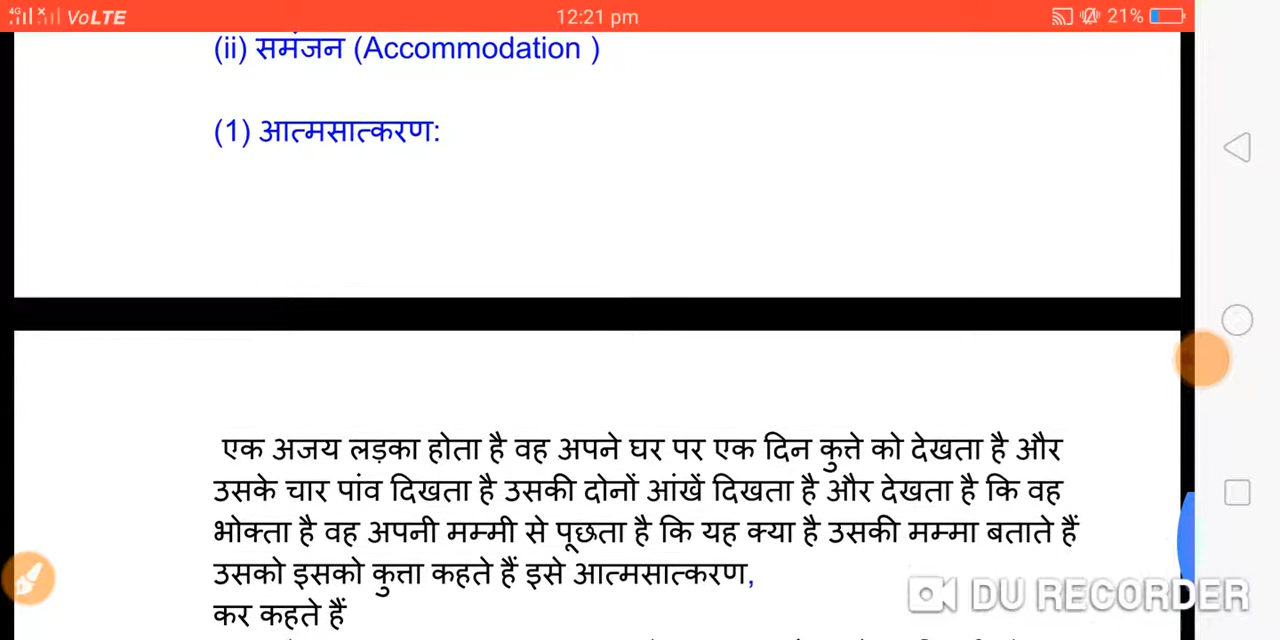 4G VoLTE 12:21 pm 21%
(ii) समंजन (Accommodation )
(1) आत्मसात्करण:
एक अजय लड़का होता है वह अपने घर पर एक दिन कुत्ते को देखता है और
उसके चार पांव दिखता है उसकी दोनों आंखें दिखता है और देखता है कि वह
भोक्ता है वह अपनी मम्मी से पूछता है कि यह क्या है उसकी मम्मा बताते हैं
उसको इसको कुत्ता कहते हैं इसे आत्मसात्करण,
DU RECORDER
कर कहते हैं